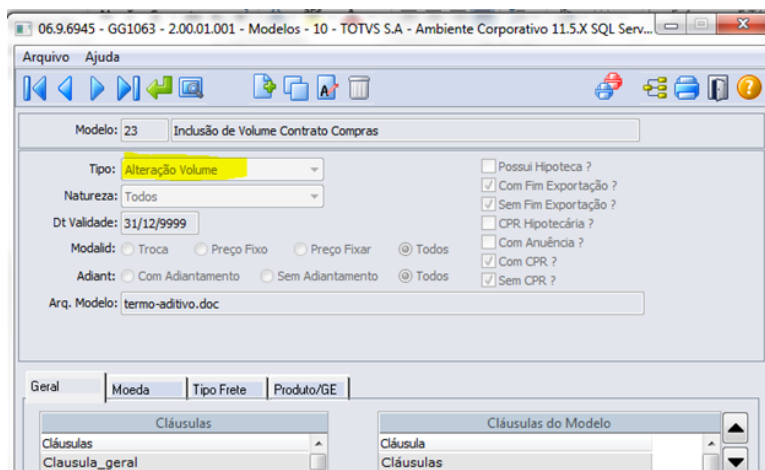 06.9.6945 - GG1063 - 2.00.01.001 - Modelos - 10 - TOTVS S.A - Ambiente Corporativo 11.5.X SQL Serv...
Arquivo Ajuda
Modelo: 23 Inclusão de Volume Contrato Compras
Tipo: Alteração Volume
Natureza: Todos
Dt Validade: 31/12/9999
Modalid: Troca Preço Fixo Preço Fixar Todos
Adiant: Com Adiantamento Sem Adiantamento Todos
Arq. Modelo: termo-aditivo.doc
Possui Hipoteca ?
Com Fim Exportação ?
Sem Fim Exportação ?
CPR Hipotecária ?
Com Anuência ?
Com CPR ?
Sem CPR ?
Geral Moeda Tipo Frete Produto/GE
Cláusulas
Cláusulas
Clausula_geral
Cláusulas do Modelo
Cláusula
Cláusulas